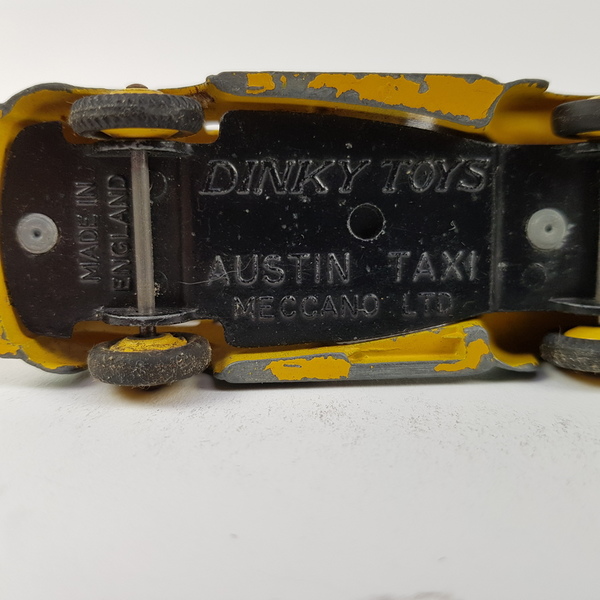 DINKY TOYS
AUSTIN TAXI
MECCANO LTD
MADE IN
ENGLAND